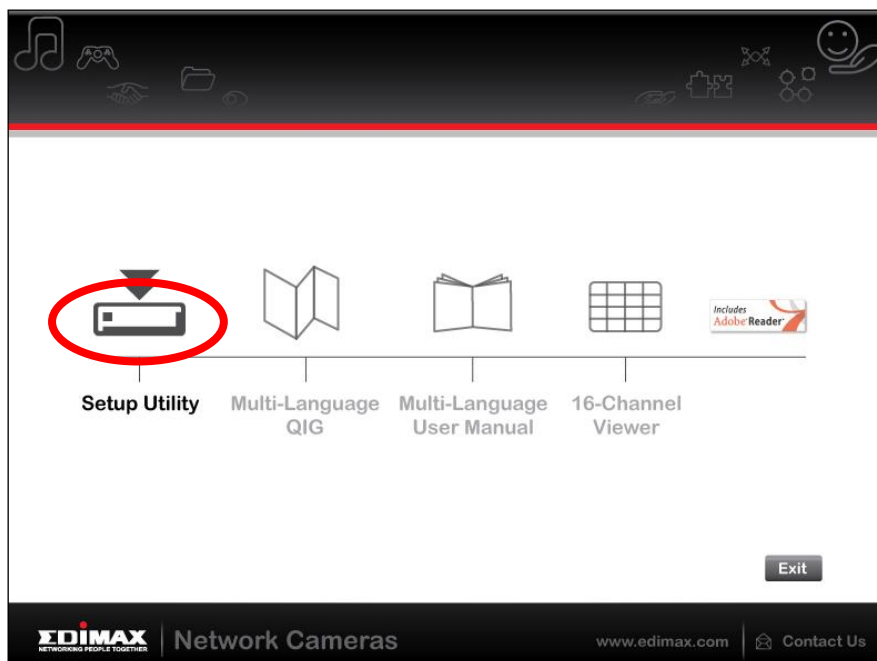 Includes
Adobe Reader
Setup Utility
Multi-Language
QIG
Multi-Language
User Manual
16-Channel
Viewer
Exit
EDIMAX
NETWORKING PEOPLE TOGETHER
Network Cameras
www.edimax.com
Contact Us